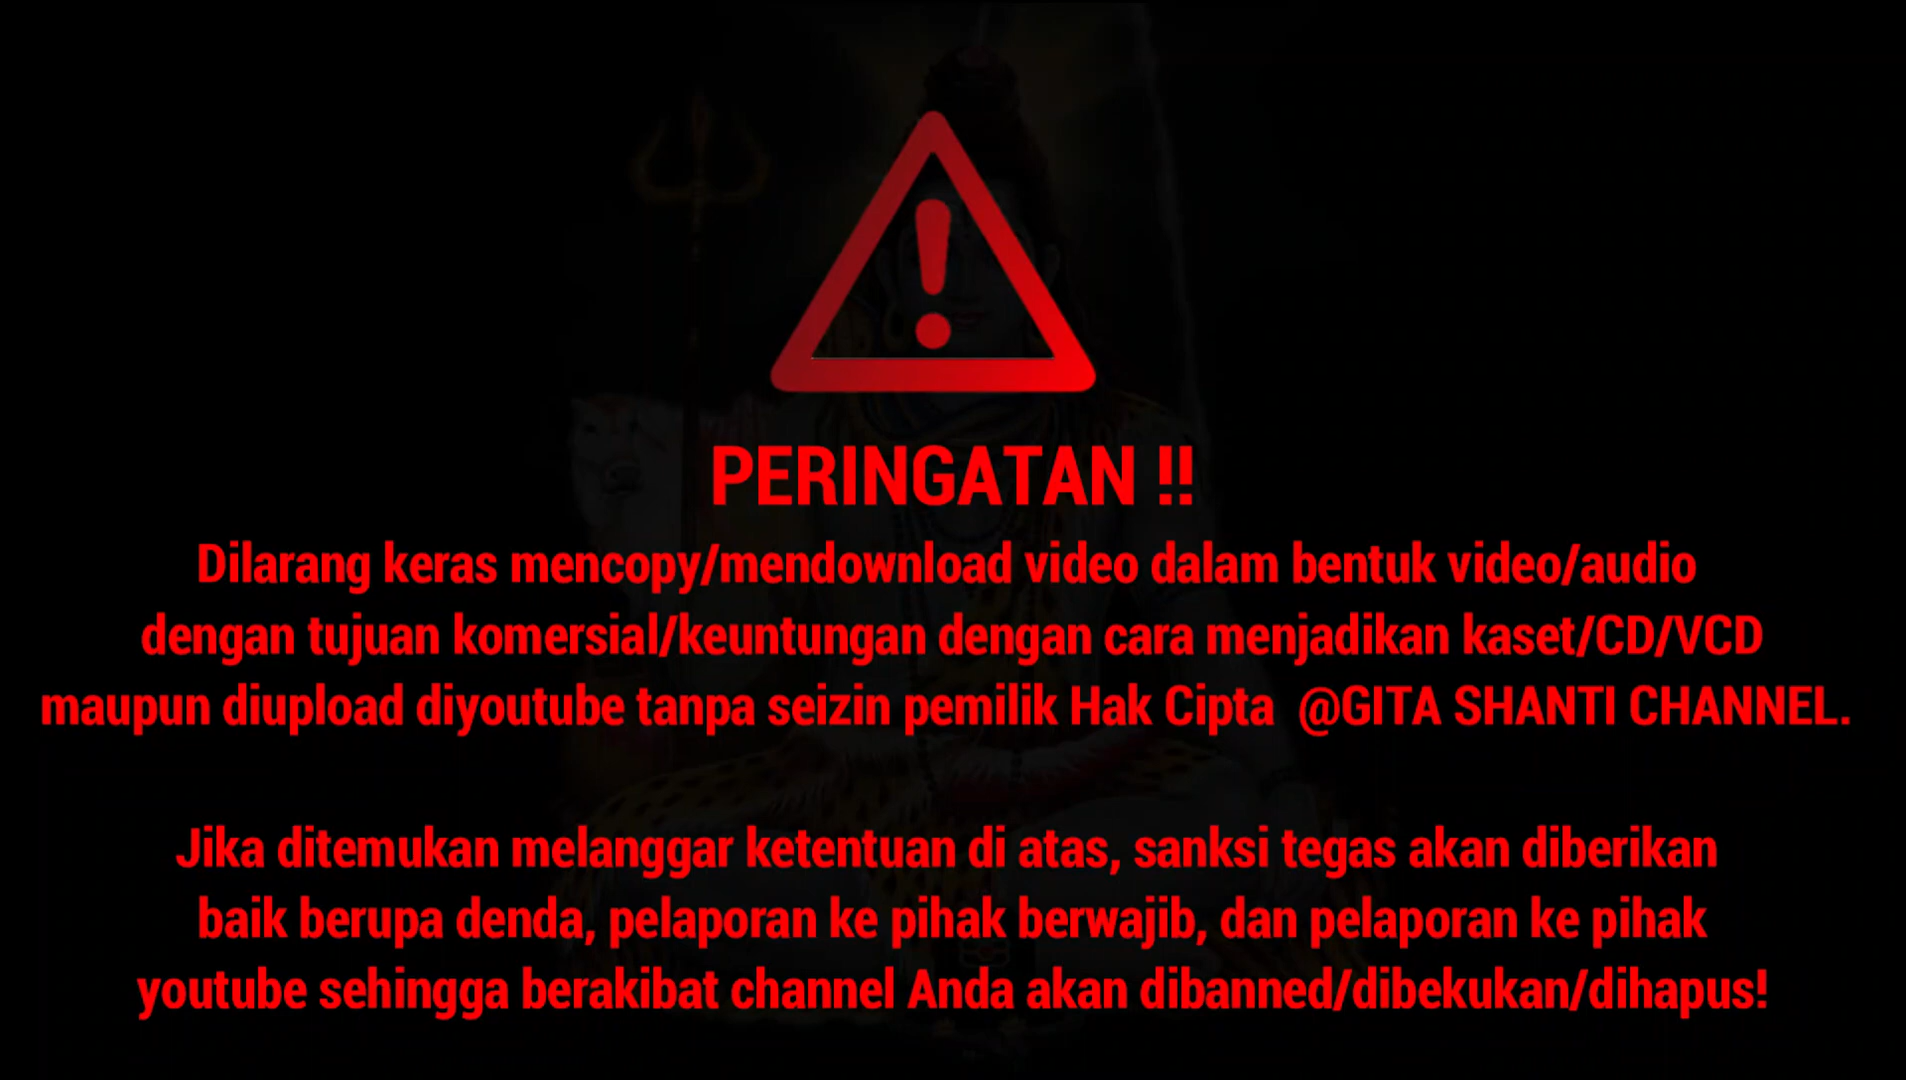 PERINGATAN !!
Dilarang keras mencopy/mendownload video dalam bentuk video/audio
dengan tujuan komersial/keuntungan dengan cara menjadikan kaset/CD/VCD
maupun diupload diyoutube tanpa seizin pemilik Hak Cipta @GITA SHANTI CHANNEL.
Jika ditemukan melanggar ketentuan di atas, sanksi tegas akan diberikan
baik berupa denda, pelaporan ke pihak berwajib, dan pelaporan ke pihak
youtube sehingga berakibat channel Anda akan dibanned/dibekukan/dihapus!